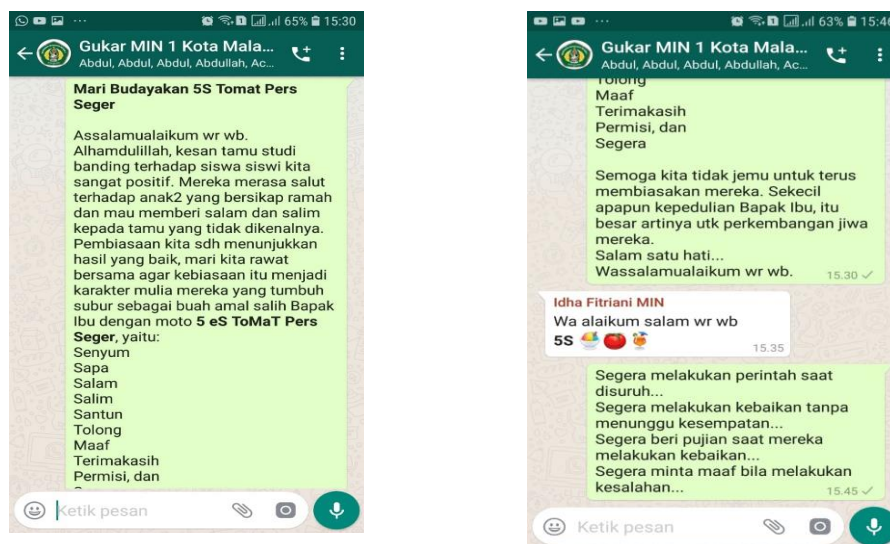 65% 15:30
Gukar MIN 1 Kota Mala...
Abdul, Abdul, Abdul, Abdullah, Ac...
Mari Budayakan 5S Tomat Pers
Seger
Assalamualaikum wr wb.
Alhamdulillah, kesan tamu studi
banding terhadap siswa siswi kita
sangat positif. Mereka merasa salut
terhadap anak2 yang bersikap ramah
dan mau memberi salam dan salim
kepada tamu yang tidak dikenalnya.
Pembiasaan kita sdh menunjukkan
hasil yang baik, mari kita rawat
bersama agar kebiasaan itu menjadi
karakter mulia mereka yang tumbuh
subur sebagai buah amal salih Bapak
Ibu dengan moto 5 eS ToMaT Pers
Seger, yaitu:
Senyum
Sapa
Salam
Salim
Santun
Tolong
Maaf
Terimakasih
Permisi, dan
Ketik pesan
63% 15:46
Gukar MIN 1 Kota Mala...
Abdul, Abdul, Abdul, Abdullah, Ac...
Tolong
Maaf
Terimakasih
Permisi, dan
Segera
Semoga kita tidak jemu untuk terus
membiasakan mereka. Sekecil
apapun kepedulian Bapak Ibu, itu
besar artinya utk perkembangan jiwa
mereka.
Salam satu hati...
Wassalamualaikum wr wb. 15.30
Idha Fitriani MIN
Wa alaikum salam wr wb
5S 🍧🍅🍹
15.35
Segera melakukan perintah saat
disuruh...
Segera melakukan kebaikan tanpa
menunggu kesempatan...
Segera beri pujian saat mereka
melakukan kebaikan...
Segera minta maaf bila melakukan
kesalahan... 15.45
Ketik pesan